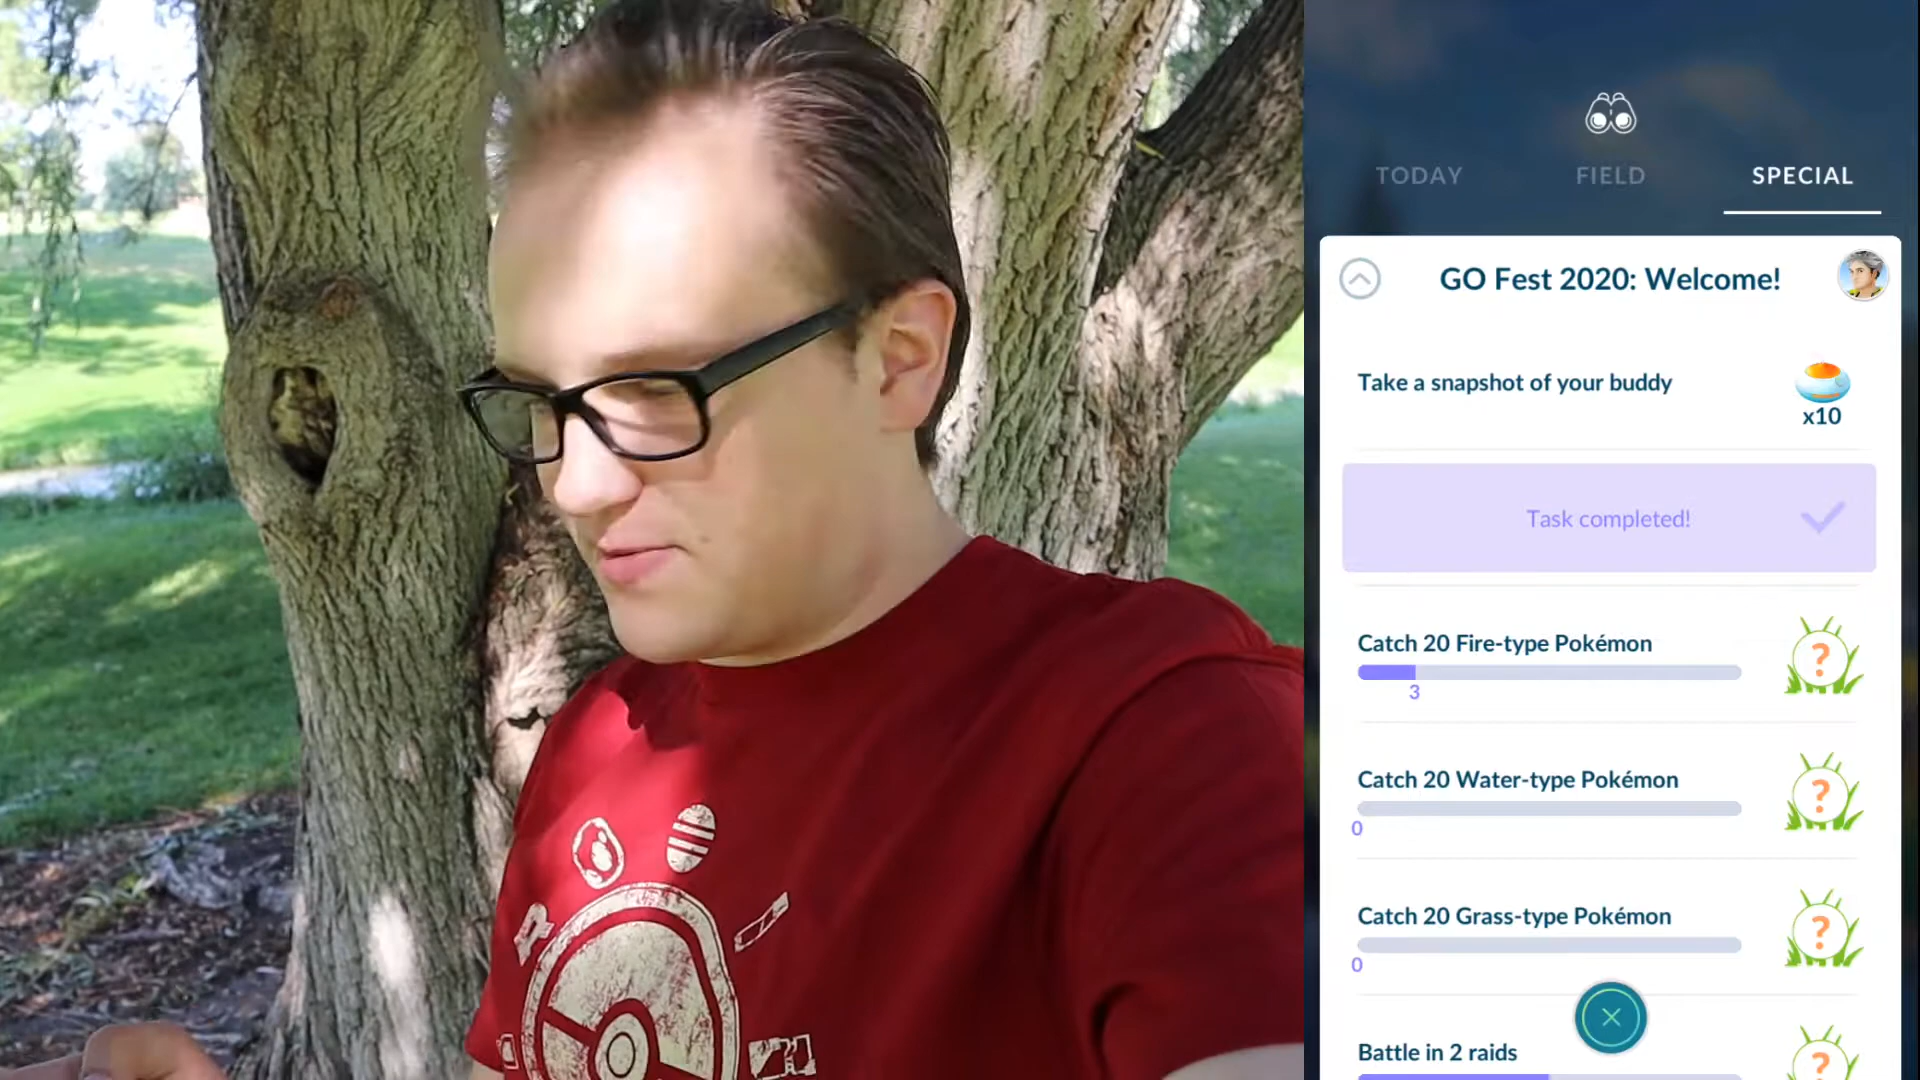 TODAY
FIELD
SPECIAL
GO Fest 2020: Welcome!
Take a snapshot of your buddy
x10
Task completed!
Catch 20 Fire-type Pokémon
?
3
Catch 20 Water-type Pokémon
?
0
Catch 20 Grass-type Pokémon
?
0
Battle in 2 raids
?